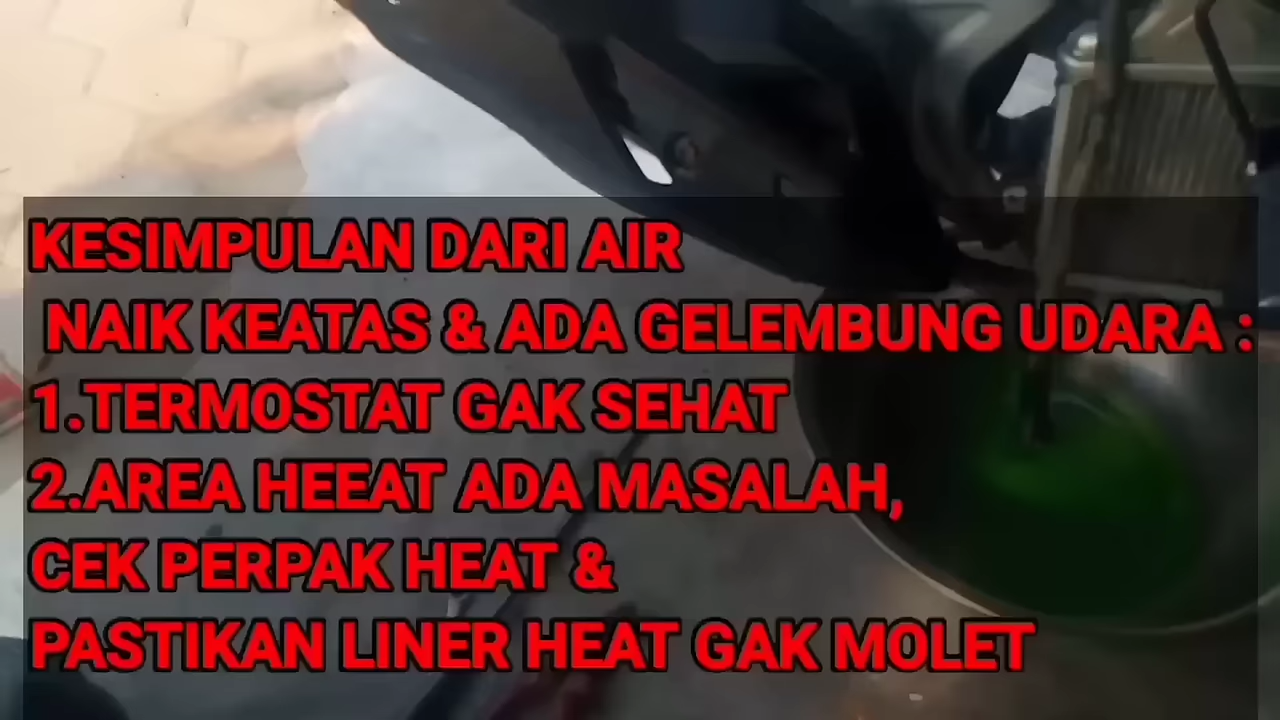 KESIMPULAN DARI AIR
NAIK KEATAS & ADA GELEMBUNG UDARA :
1.TERMOSTAT GAK SEHAT
2.AREA HEEAT ADA MASALAH,
CEK PERPAK HEAT &
PASTIKAN LINER HEAT GAK MOLET